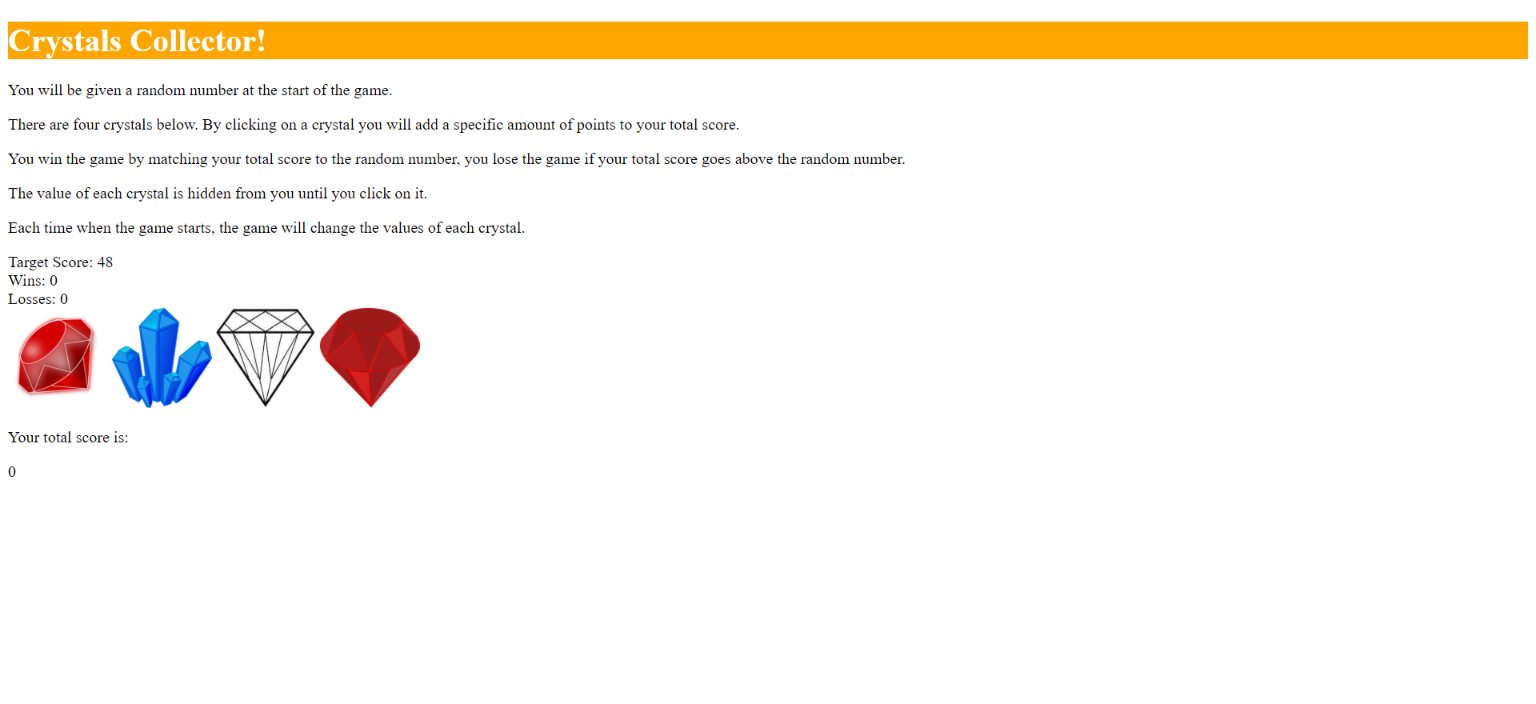 Crystals Collector!
You will be given a random number at the start of the game.
There are four crystals below. By clicking on a crystal you will add a specific amount of points to your total score.
You win the game by matching your total score to the random number, you lose the game if your total score goes above the random number.
The value of each crystal is hidden from you until you click on it.
Each time when the game starts, the game will change the values of each crystal.
Target Score: 48
Wins: 0
Losses: 0
Your total score is:
0